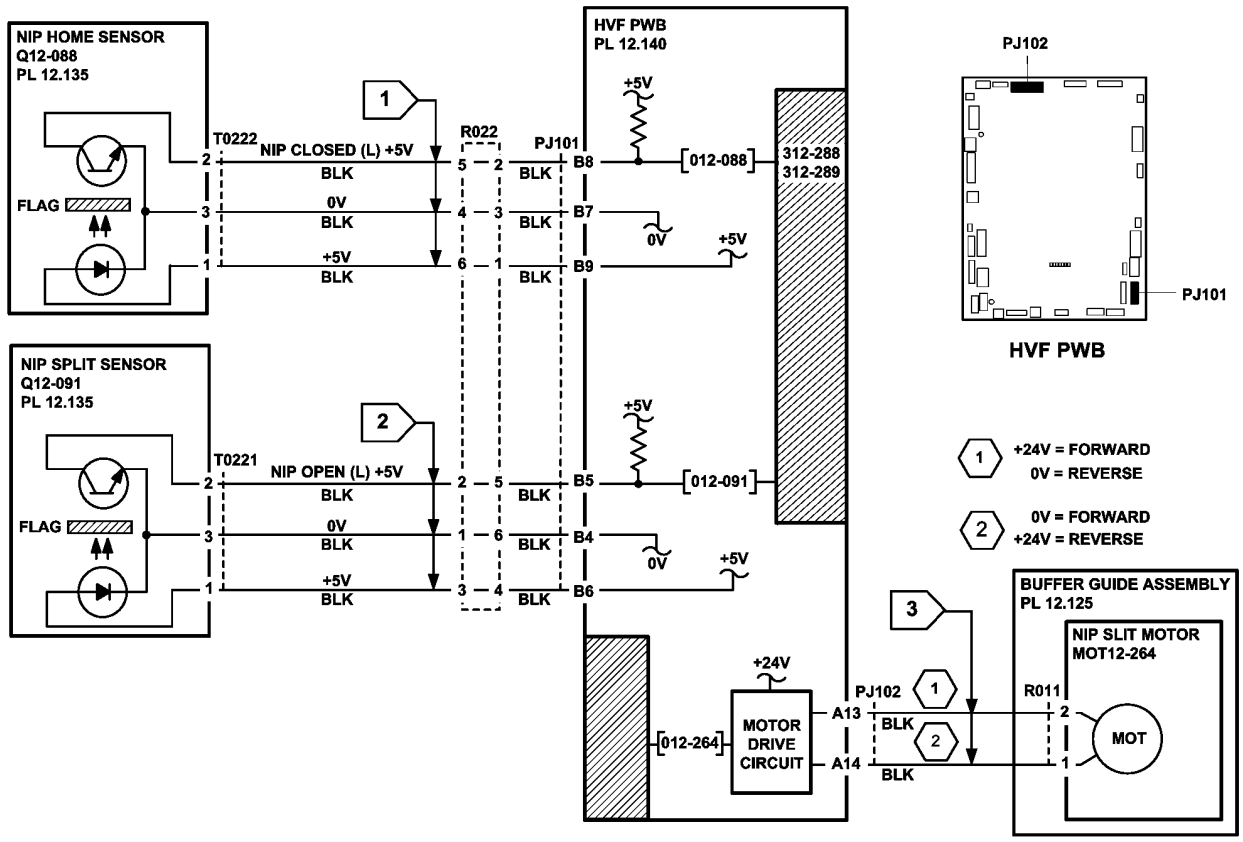 NIP HOME SENSOR
Q12-088
PL 12.135
FLAG
2
3
1
T0222
NIP CLOSED (L) +5V
BLK
0V
BLK
+5V
BLK
1
R022
5 2
4 3
6 1
BLK
BLK
BLK
PJ101
B8
B7
B9
HVF PWB
PL 12.140
+5V
012-088
312-288
312-289
0V
+5V
PJ102
PJ101
HVF PWB
NIP SPLIT SENSOR
Q12-091
PL 12.135
FLAG
2
3
1
T0221
NIP OPEN (L) +5V
BLK
0V
BLK
+5V
BLK
2
2 5
1 6
3 4
BLK
BLK
BLK
B5
B4
B6
+5V
012-091
0V
+5V
1
+24V = FORWARD
0V = REVERSE
2
0V = FORWARD
+24V = REVERSE
012-264
+24V
MOTOR
DRIVE
CIRCUIT
A13
A14
PJ102
1
BLK
2
BLK
3
R011
2
1
BUFFER GUIDE ASSEMBLY
PL 12.125
NIP SLIT MOTOR
MOT12-264
MOT